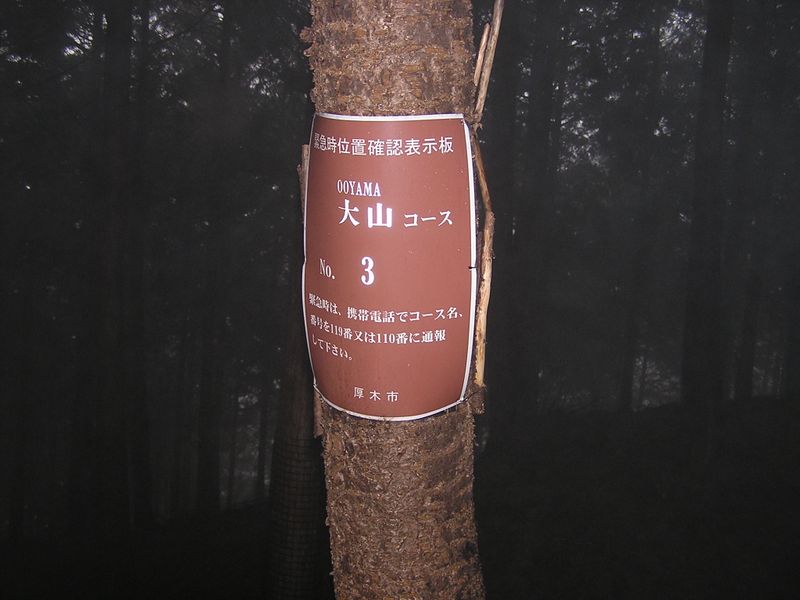 緊急時位置確認表示板
OOYAMA
大山 コース
No. 3
緊急時は、携帯電話でコース名、
番号を119番又は110番に通報
して下さい。
厚木市